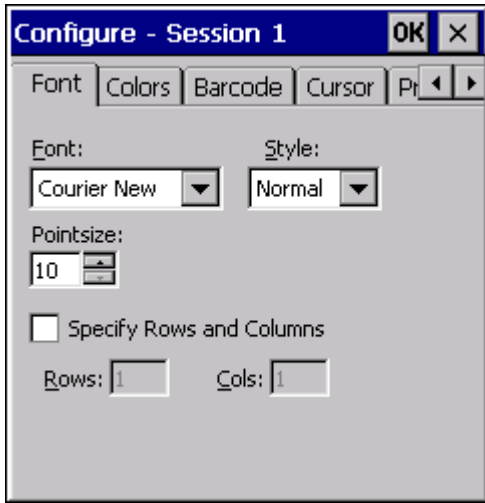 Configure - Session 1 OK
Font Colors Barcode Cursor
Font: Style:
Courier New Normal
Pointsize:
10
Specify Rows and Columns
Rows: 1 Cols: 1